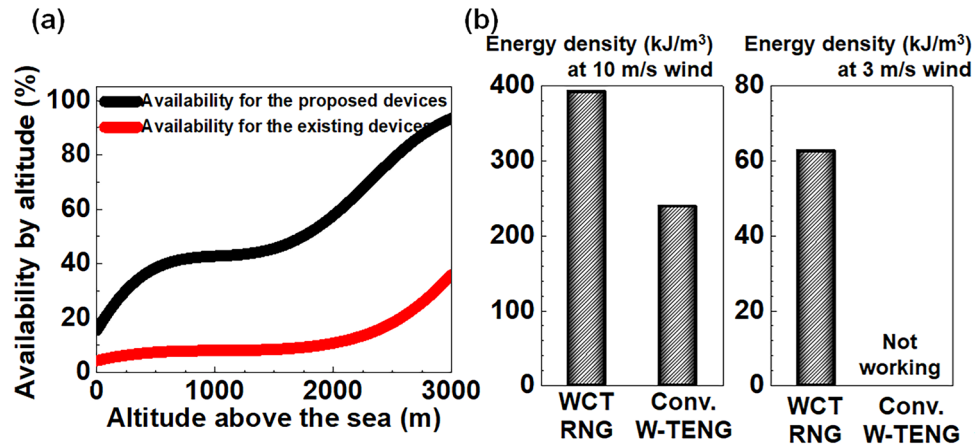 (a)
Availability by altitude (%)
100
80
60
40
20
0
Availability for the proposed devices
Availability for the existing devices
0
1000
2000
3000
Altitude above the sea (m)
(b)
Energy density (kJ/m³)
at 10 m/s wind
400
300
200
100
0
WCT
RNG
Conv.
W-TENG
Energy density (kJ/m³)
at 3 m/s wind
80
60
40
20
0
Not
working
WCT
RNG
Conv.
W-TENG